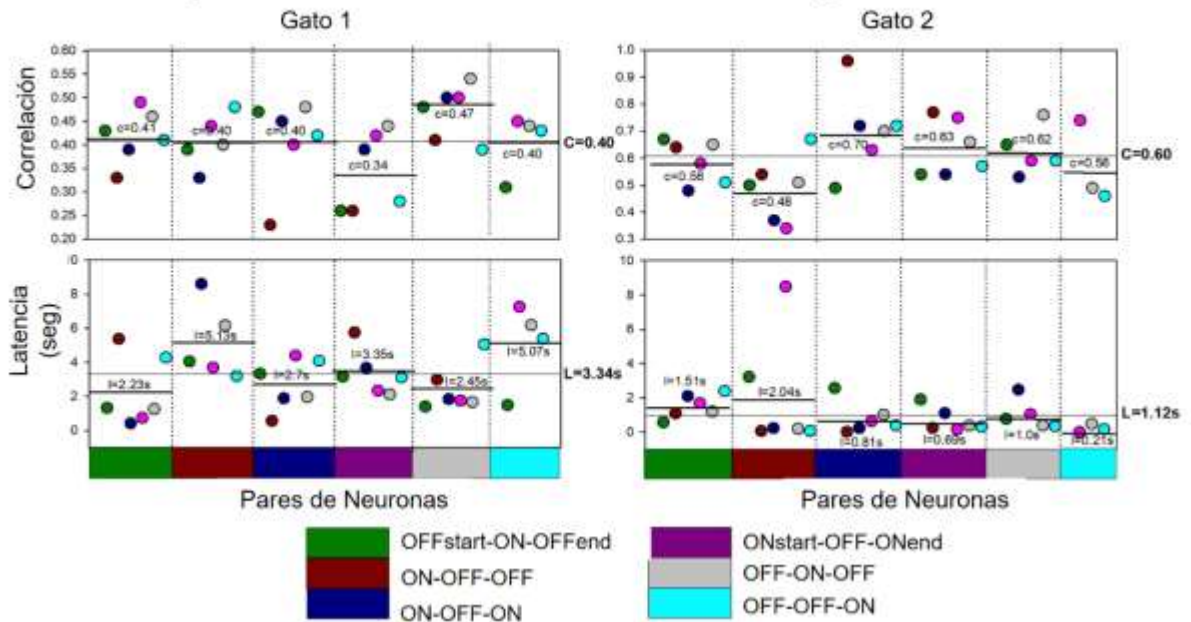 Gato 1
Gato 2
Correlación
0.60
0.55
0.50
0.45
0.40
0.35
0.30
0.25
0.20
c=0.41
c=0.40
c=0.40
c=0.34
c=0.47
c=0.40
C=0.40
1.0
0.9
0.8
0.7
0.6
0.5
0.4
0.3
c=0.48
c=0.70
c=0.63
c=0.62
C=0.60
Latencia
(seg)
8
6
4
2
0
l=2.23s
l=5.13s
l=2.7s
l=3.35s
l=2.45s
l=5.07s
L=3.34s
10
8
6
4
2
0
l=1.51s
l=2.04s
l=0.81s
l=0.69s
l=1.0s
l=0.21s
L=1.12s
Pares de Neuronas
Pares de Neuronas
OFFstart-ON-OFFend
ON-OFF-OFF
ON-OFF-ON
ONstart-OFF-ONend
OFF-ON-OFF
OFF-OFF-ON